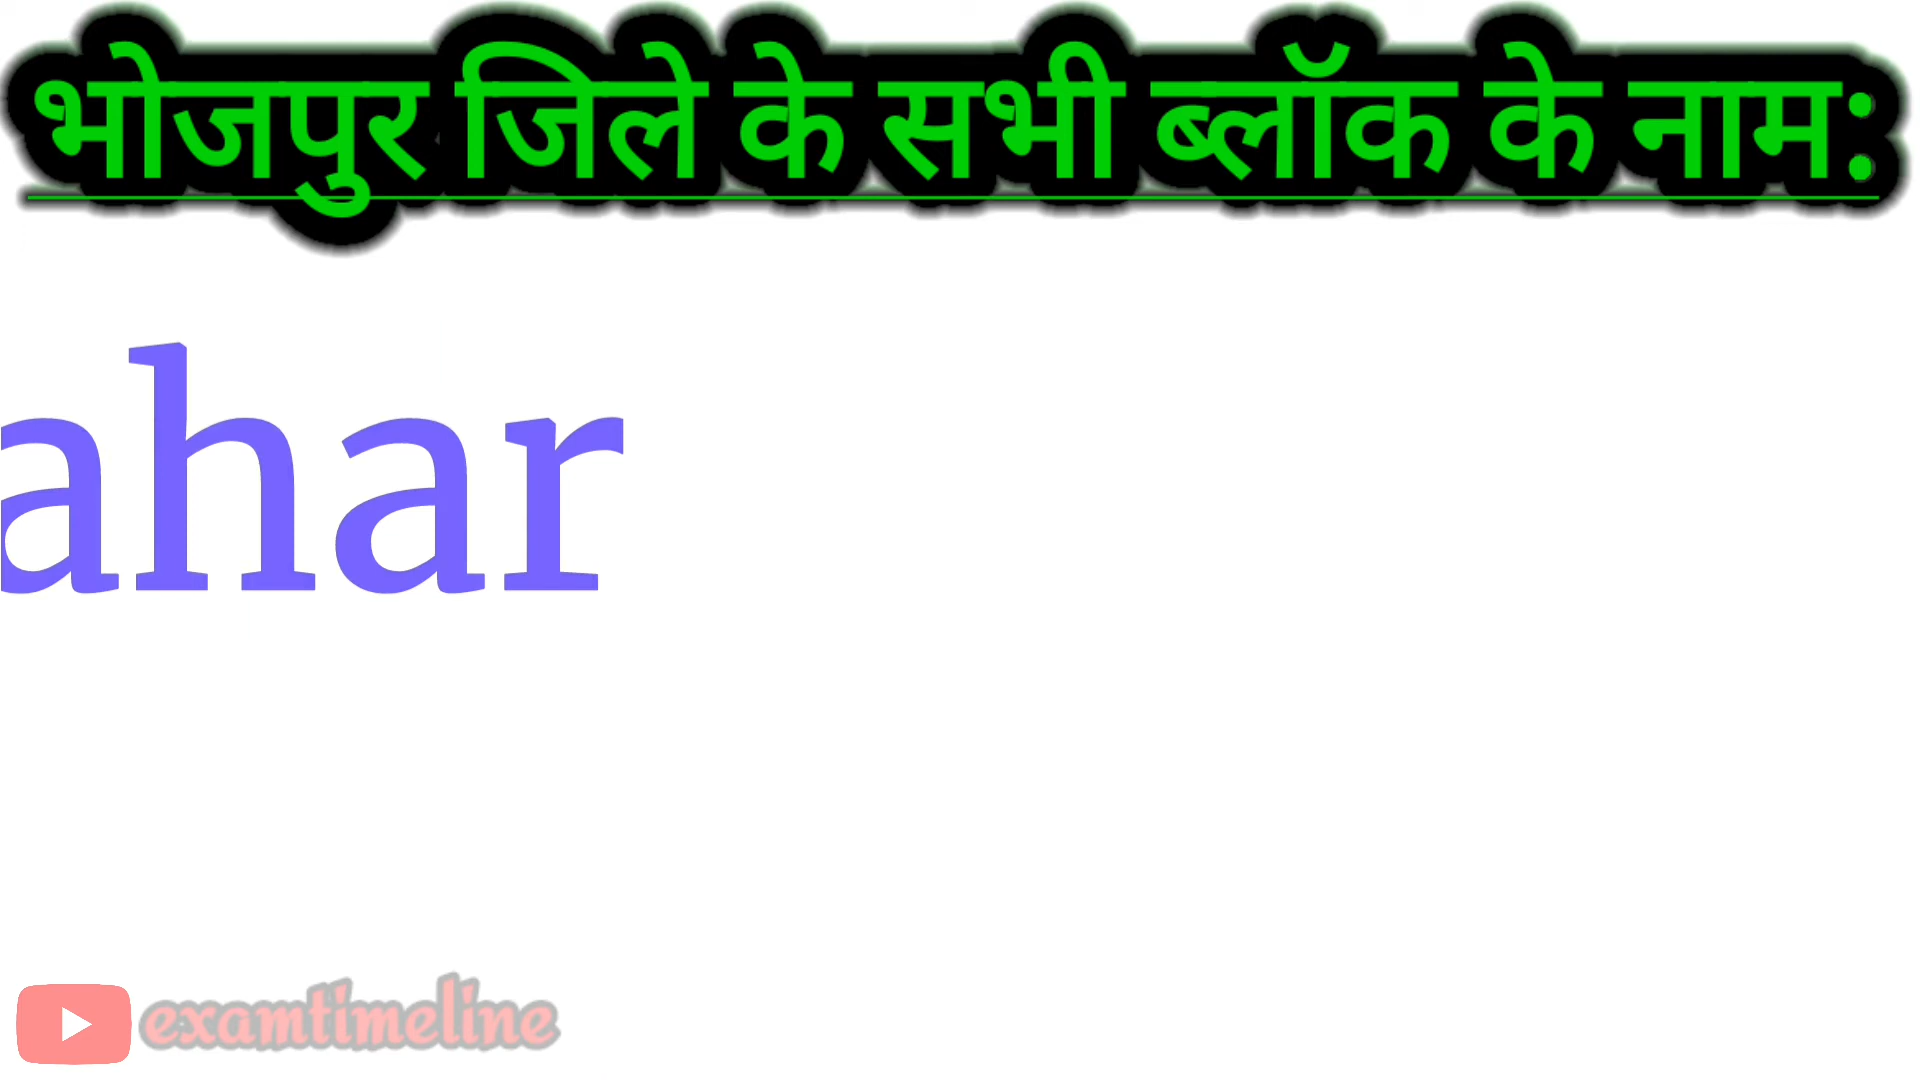 भोजपुर जिले के सभी ब्लॉक के नाम:
ahar
examtimeline